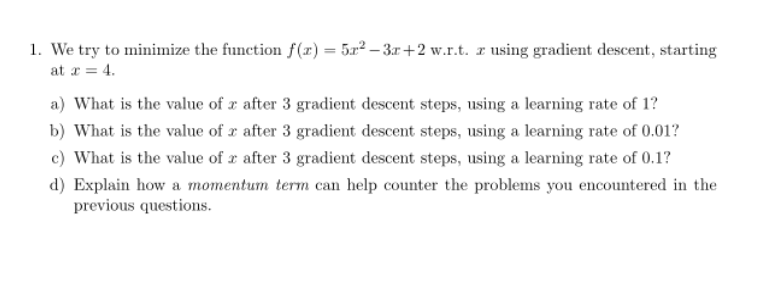 1. We try to minimize the function f(x) = 5x² – 3x + 2 w.r.t. x using gradient descent, starting
at x = 4.
a) What is the value of x after 3 gradient descent steps, using a learning rate of 1?
b) What is the value of x after 3 gradient descent steps, using a learning rate of 0.01?
c) What is the value of x after 3 gradient descent steps, using a learning rate of 0.1?
d) Explain how a momentum term can help counter the problems you encountered in the
previous questions.